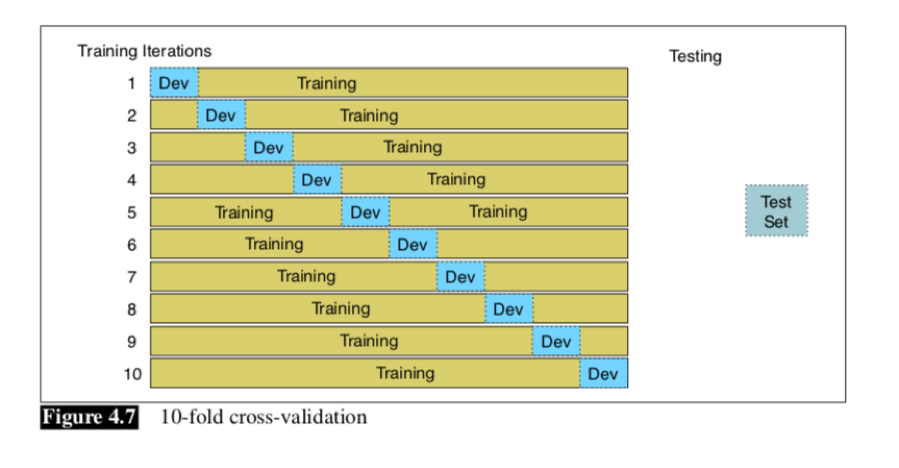 Training Iterations
Testing
1 Dev Training
2 Dev Training
3 Dev Training
4 Dev Training
5 Training Dev Training
6 Training Dev
7 Training Dev
8 Training Dev
9 Training Dev
10 Training Dev
Test
Set
Figure 4.7 10-fold cross-validation